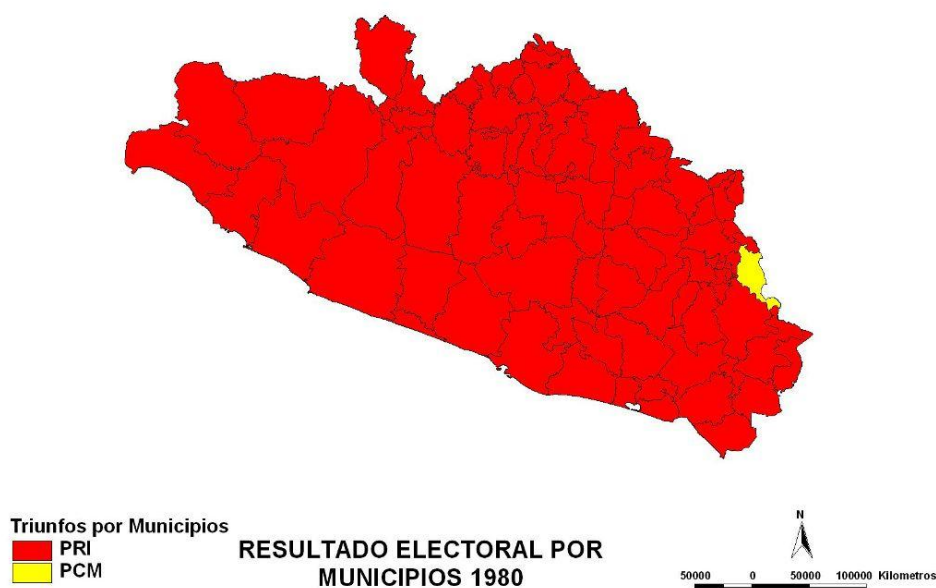 Triunfos por Municipios
PRI
PCM
RESULTADO ELECTORAL POR
MUNICIPIOS 1980
N
50000 0 50000 100000 Kilometros